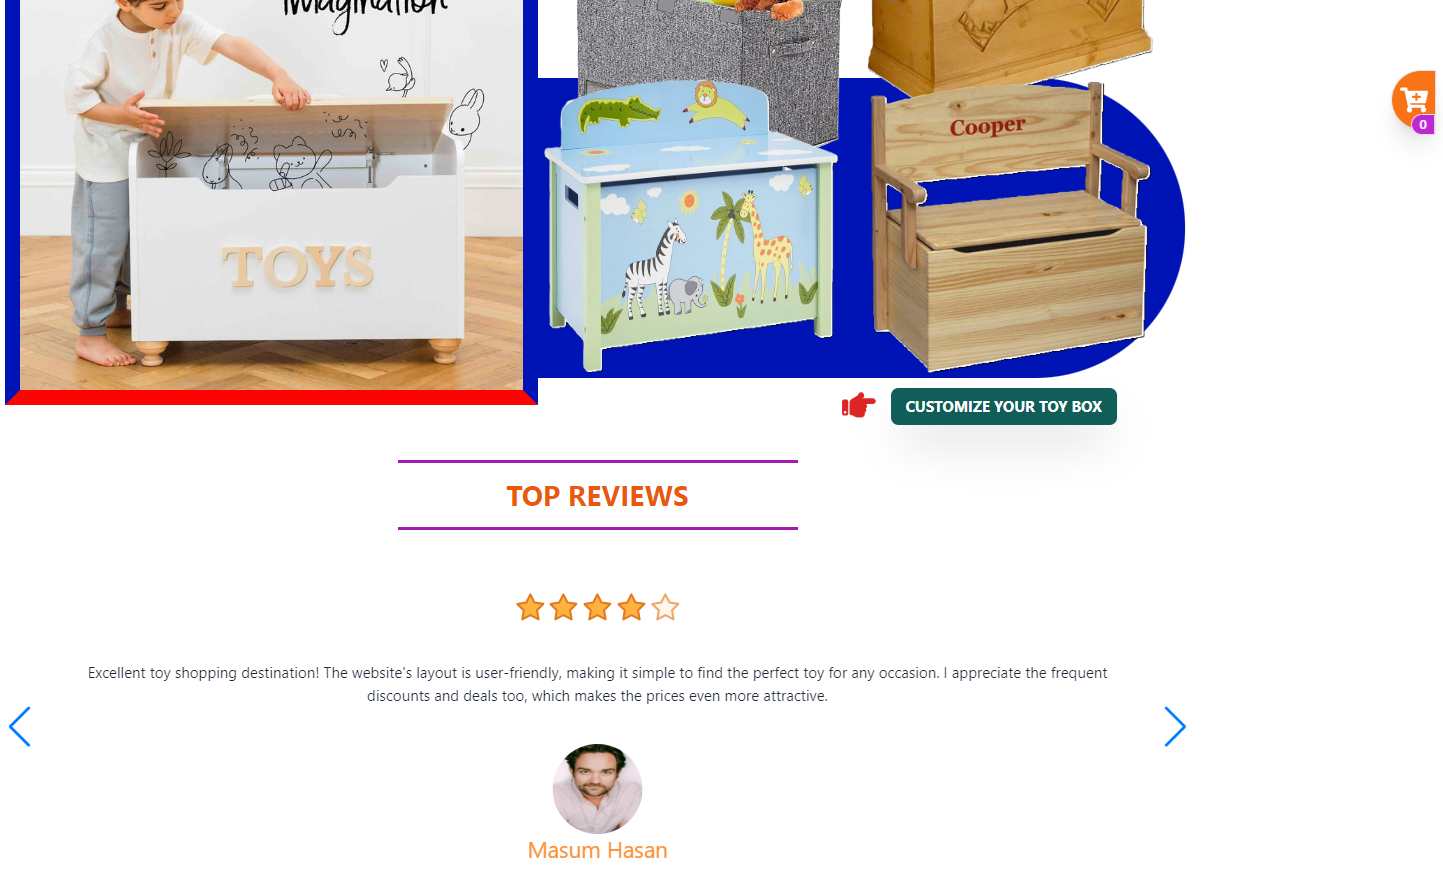 imagination
Cooper
TOYS
0
CUSTOMIZE YOUR TOY BOX
TOP REVIEWS
Excellent toy shopping destination! The website's layout is user-friendly, making it simple to find the perfect toy for any occasion. I appreciate the frequent
discounts and deals too, which makes the prices even more attractive.
Masum Hasan